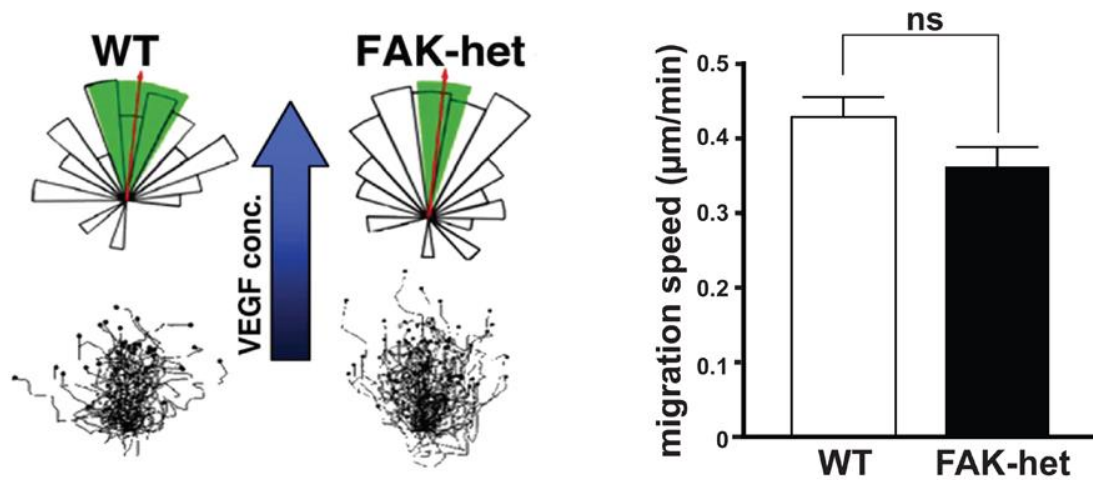 WT
FAK-het
VEGF conc.
ns
migration speed (µm/min)
0.5
0.4
0.3
0.2
0.1
0
WT
FAK-het